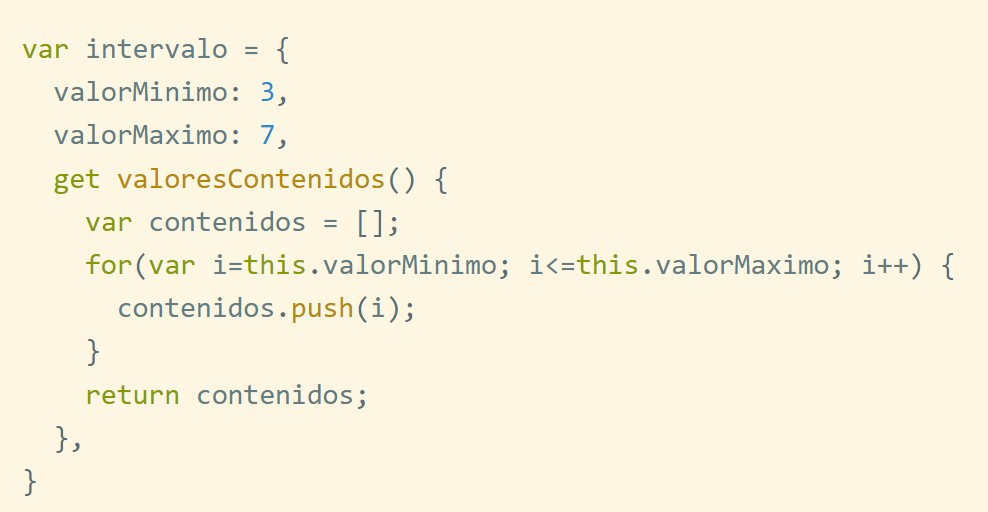 var intervalo = {
  valorMinimo: 3,
  valorMaximo: 7,
  get valoresContenidos() {
    var contenidos = [];
    for(var i=this.valorMinimo; i<=this.valorMaximo; i++) {
      contenidos.push(i);
    }
    return contenidos;
  },
}